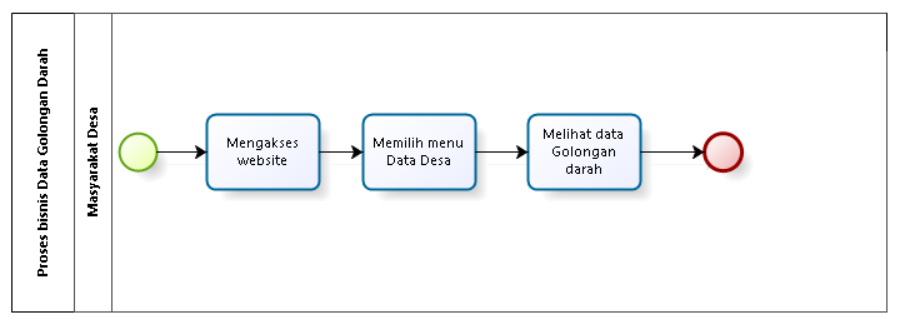 Proses bisnis Data Golongan Darah
Masyarakat Desa
Mengakses
website
Memilih menu
Data Desa
Melihat data
Golongan
darah